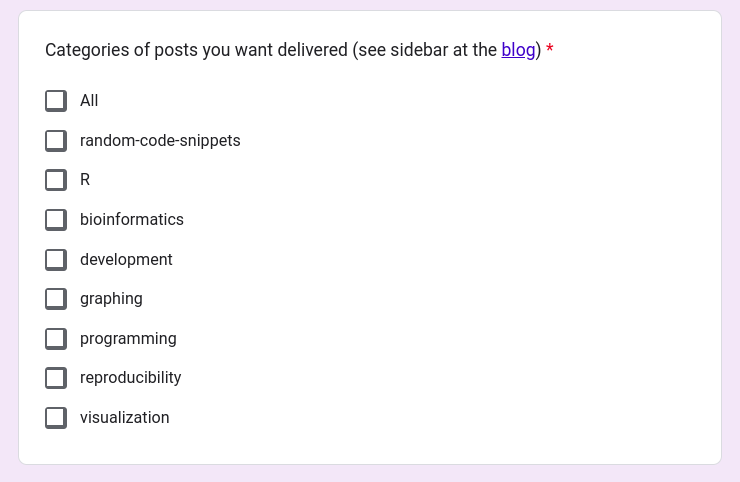 Categories of posts you want delivered (see sidebar at the blog) *
All
random-code-snippets
R
bioinformatics
development
graphing
programming
reproducibility
visualization